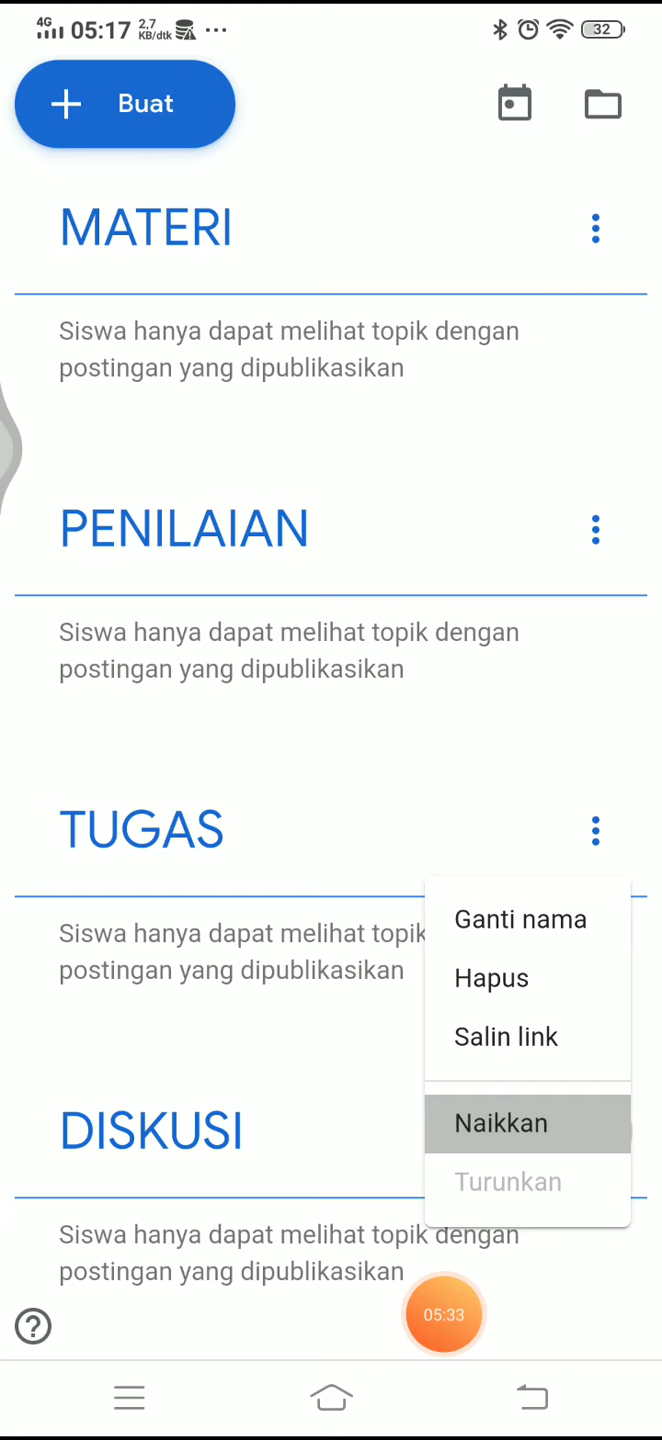 4G 05:17 2,7 KB/dtk ... 32
+ Buat
MATERI
Siswa hanya dapat melihat topik dengan
postingan yang dipublikasikan
PENILAIAN
Siswa hanya dapat melihat topik dengan
postingan yang dipublikasikan
TUGAS
Siswa hanya dapat melihat topik
postingan yang dipublikasikan
Ganti nama
Hapus
Salin link
Naikkan
Turunkan
DISKUSI
Siswa hanya dapat melihat topik dengan
postingan yang dipublikasikan
05:33
?